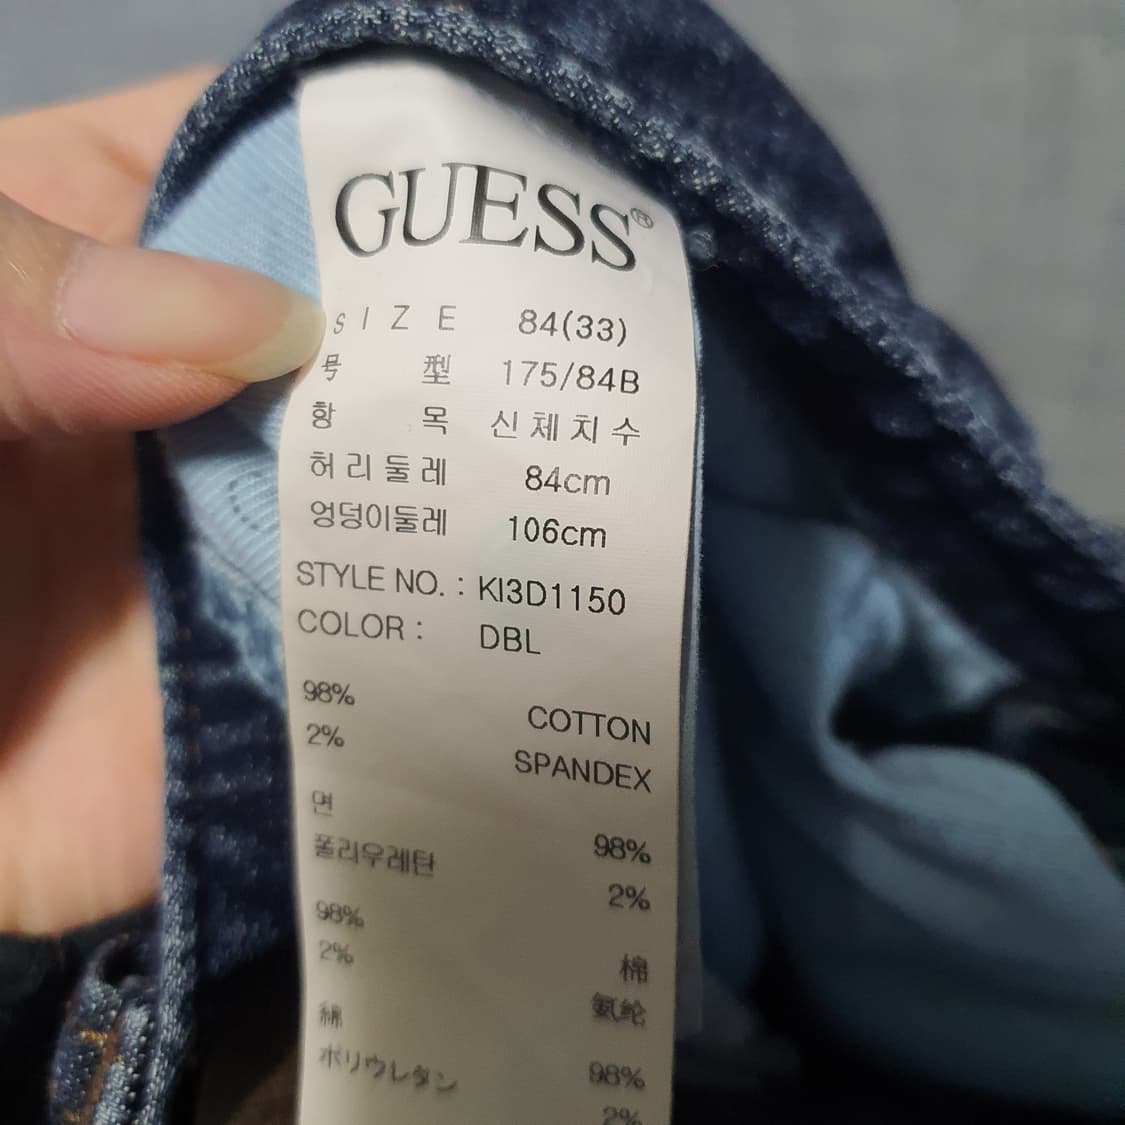 GUESS®
SIZE 84(33)
号型 175/84B
항목 신체치수
허리둘레 84cm
엉덩이둘레 106cm
STYLE NO. : KI3D1150
COLOR : DBL
98% COTTON
2% SPANDEX
면 98%
폴리우레탄 2%
98% 棉
2% 氨纶
綿 98%
ポリウレタン 2%